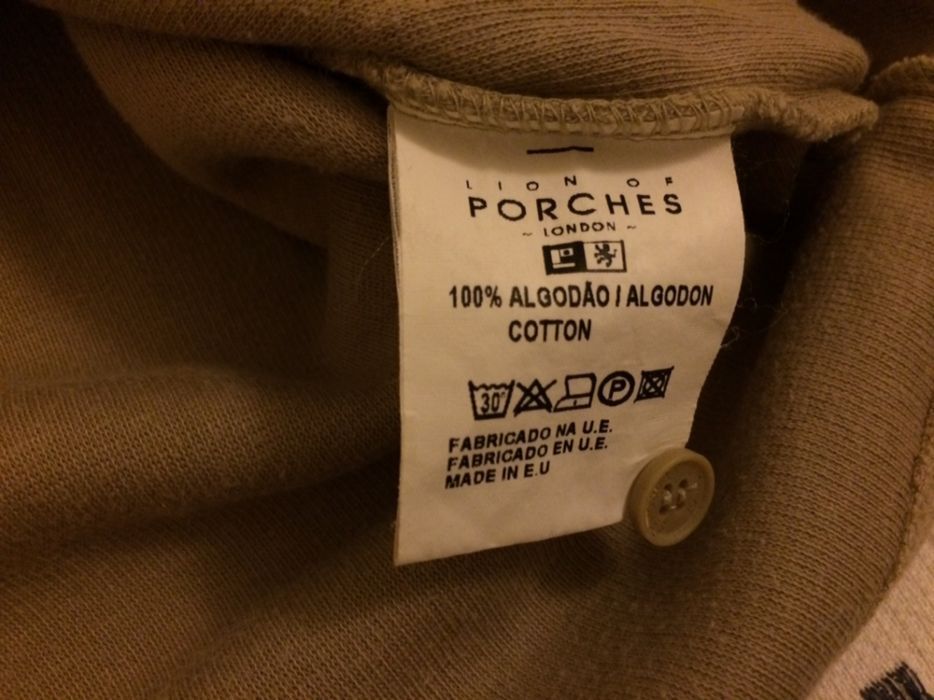 LION OF
PORCHES
~ LONDON ~
100% ALGODÃO / ALGODON
COTTON
30°
P
FABRICADO NA U.E.
FABRICADO EN U.E.
MADE IN E.U